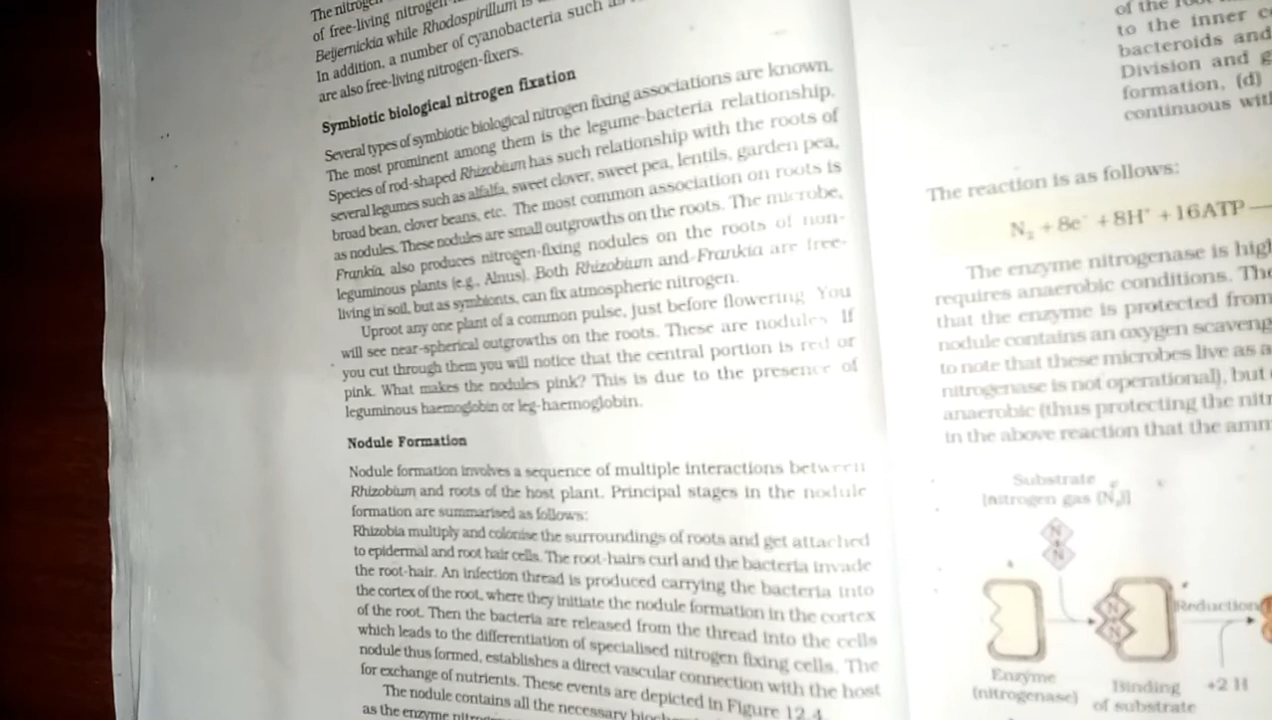 The nitrogen
of free-living nitrogen
Beijernickia while Rhodospirillum is
In addition, a number of cyanobacteria such as
are also free-living nitrogen-fixers.
Symbiotic biological nitrogen fixation
Several types of symbiotic biological nitrogen fixing associations are known.
The most prominent among them is the legume-bacteria relationship.
Species of rod-shaped Rhizobium has such relationship with the roots of
several legumes such as alfalfa, sweet clover, sweet pea, lentils, garden pea,
broad bean, clover beans, etc. The most common association on roots is
as nodules. These nodules are small outgrowths on the roots. The microbe,
Frankia, also produces nitrogen-fixing nodules on the roots of non-
leguminous plants (e.g., Alnus). Both Rhizobium and Frankia are free-
living in soil, but as symbionts, can fix atmospheric nitrogen.
Uproot any one plant of a common pulse, just before flowering. You
will see near-spherical outgrowths on the roots. These are nodules. If
you cut through them you will notice that the central portion is red or
pink. What makes the nodules pink? This is due to the presence of
leguminous haemoglobin or leg-haemoglobin.
Nodule Formation
Nodule formation involves a sequence of multiple interactions between
Rhizobium and roots of the host plant. Principal stages in the nodule
formation are summarised as follows:
Rhizobia multiply and colonise the surroundings of roots and get attached
to epidermal and root hair cells. The root-hairs curl and the bacteria invade
the root-hair. An infection thread is produced carrying the bacteria into
the cortex of the root, where they initiate the nodule formation in the cortex
of the root. Then the bacteria are released from the thread into the cells
which leads to the differentiation of specialised nitrogen fixing cells. The
nodule thus formed, establishes a direct vascular connection with the host
for exchange of nutrients. These events are depicted in Figure 12.4.
The nodule contains all the necessary
as the enzyme
of the
to the inner
bacteroids and
Division and
formation, (d)
continuous
The reaction is as follows:
N₂ + 8e⁻ + 8H⁺ + 16ATP
The enzyme nitrogenase is
requires anaerobic conditions.
that the enzyme is protected from
nodule contains an oxygen
to note that these microbes live as
nitrogenase is not operational), but
anaerobic (thus protecting the
in the above reaction that the
Substrate
[nitrogen gas (N₂)]
N
N
N
N
Reduction
Enzyme
(nitrogenase)
Binding
of substrate
+2 H